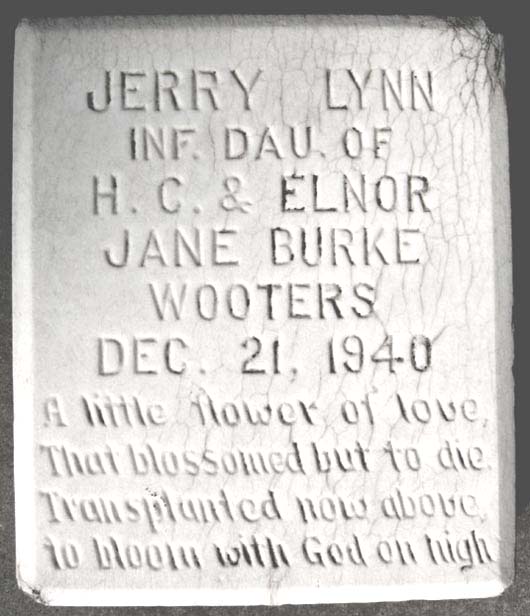 JERRY LYNN
INF. DAU. OF
H. C. & ELNOR
JANE BURKE
WOOTERS
DEC. 21, 1940
A little flower of love,
That blossomed but to die.
Transplanted now above,
to bloom with God on high